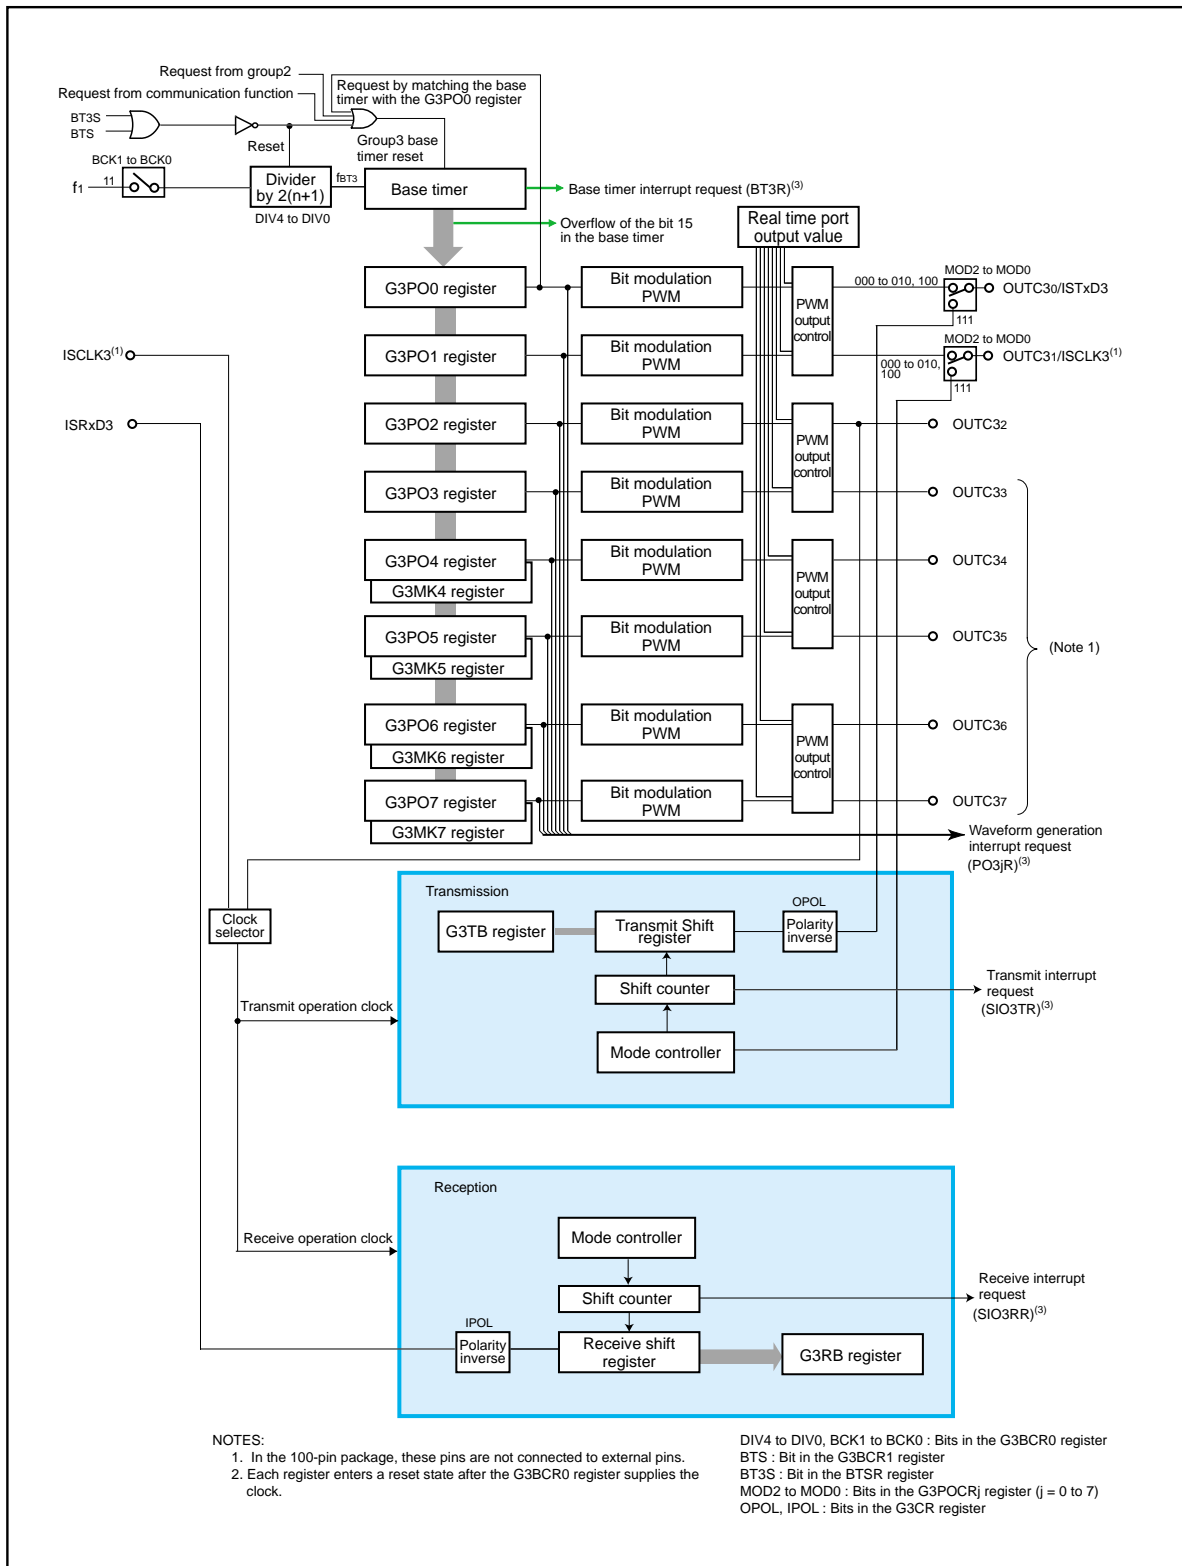 Request from group2
Request by matching the base
timer with the G3PO0 register
Request from communication function
BT3S
BTS
Reset
Group3 base
timer reset
BCK1 to BCK0
f1
11
Divider
by 2(n+1)
fBT3
Base timer
Base timer interrupt request (BT3R)(3)
DIV4 to DIV0
Overflow of the bit 15
in the base timer
Real time port
output value
G3PO0 register
Bit modulation
PWM
PWM
output
control
000 to 010, 100
MOD2 to MOD0
OUTC30/ISTxD3
111
ISCLK3(1)
G3PO1 register
Bit modulation
PWM
000 to 010,
100
MOD2 to MOD0
OUTC31/ISCLK3(1)
111
ISRxD3
G3PO2 register
Bit modulation
PWM
PWM
output
control
OUTC32
G3PO3 register
Bit modulation
PWM
OUTC33
G3PO4 register
G3MK4 register
Bit modulation
PWM
PWM
output
control
OUTC34
G3PO5 register
G3MK5 register
Bit modulation
PWM
OUTC35
(Note 1)
G3PO6 register
G3MK6 register
Bit modulation
PWM
PWM
output
control
OUTC36
G3PO7 register
G3MK7 register
Bit modulation
PWM
OUTC37
Waveform generation
interrupt request
(PO3jR)(3)
Transmission
Clock
selector
G3TB register
Transmit Shift
register
OPOL
Polarity
inverse
Shift counter
Transmit interrupt
request
(SIO3TR)(3)
Transmit operation clock
Mode controller
Reception
Receive operation clock
Mode controller
Shift counter
Receive interrupt
request
(SIO3RR)(3)
IPOL
Polarity
inverse
Receive shift
register
G3RB register
NOTES:
1. In the 100-pin package, these pins are not connected to external pins.
2. Each register enters a reset state after the G3BCR0 register supplies the
clock.
DIV4 to DIV0, BCK1 to BCK0 : Bits in the G3BCR0 register
BTS : Bit in the G3BCR1 register
BT3S : Bit in the BTSR register
MOD2 to MOD0 : Bits in the G3POCRj register (j = 0 to 7)
OPOL, IPOL : Bits in the G3CR register